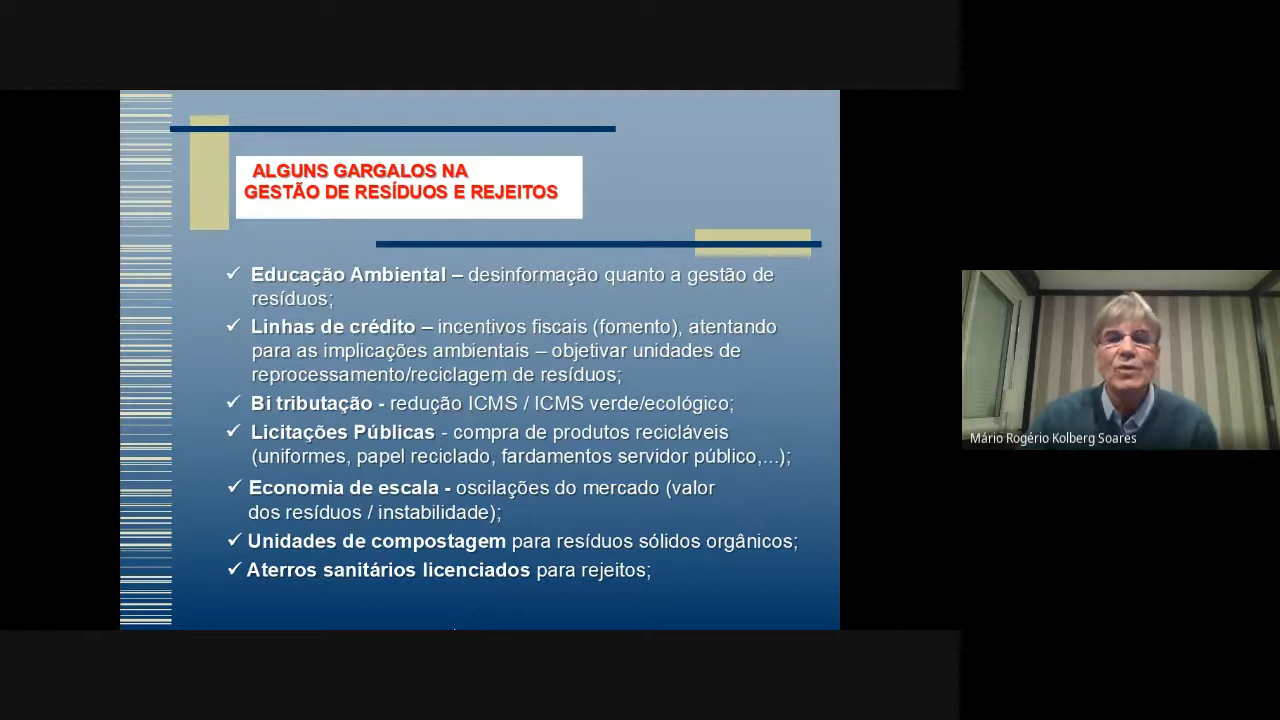 ALGUNS GARGALOS NA
GESTÃO DE RESÍDUOS E REJEITOS
✓ Educação Ambiental – desinformação quanto a gestão de
resíduos;
✓ Linhas de crédito – incentivos fiscais (fomento), atentando
para as implicações ambientais – objetivar unidades de
reprocessamento/reciclagem de resíduos;
✓ Bi tributação - redução ICMS / ICMS verde/ecológico;
✓ Licitações Públicas - compra de produtos recicláveis
(uniformes, papel reciclado, fardamentos servidor público,...);
✓ Economia de escala - oscilações do mercado (valor
dos resíduos / instabilidade);
✓ Unidades de compostagem para resíduos sólidos orgânicos;
✓ Aterros sanitários licenciados para rejeitos;
Mário Rogério Kolberg Soares